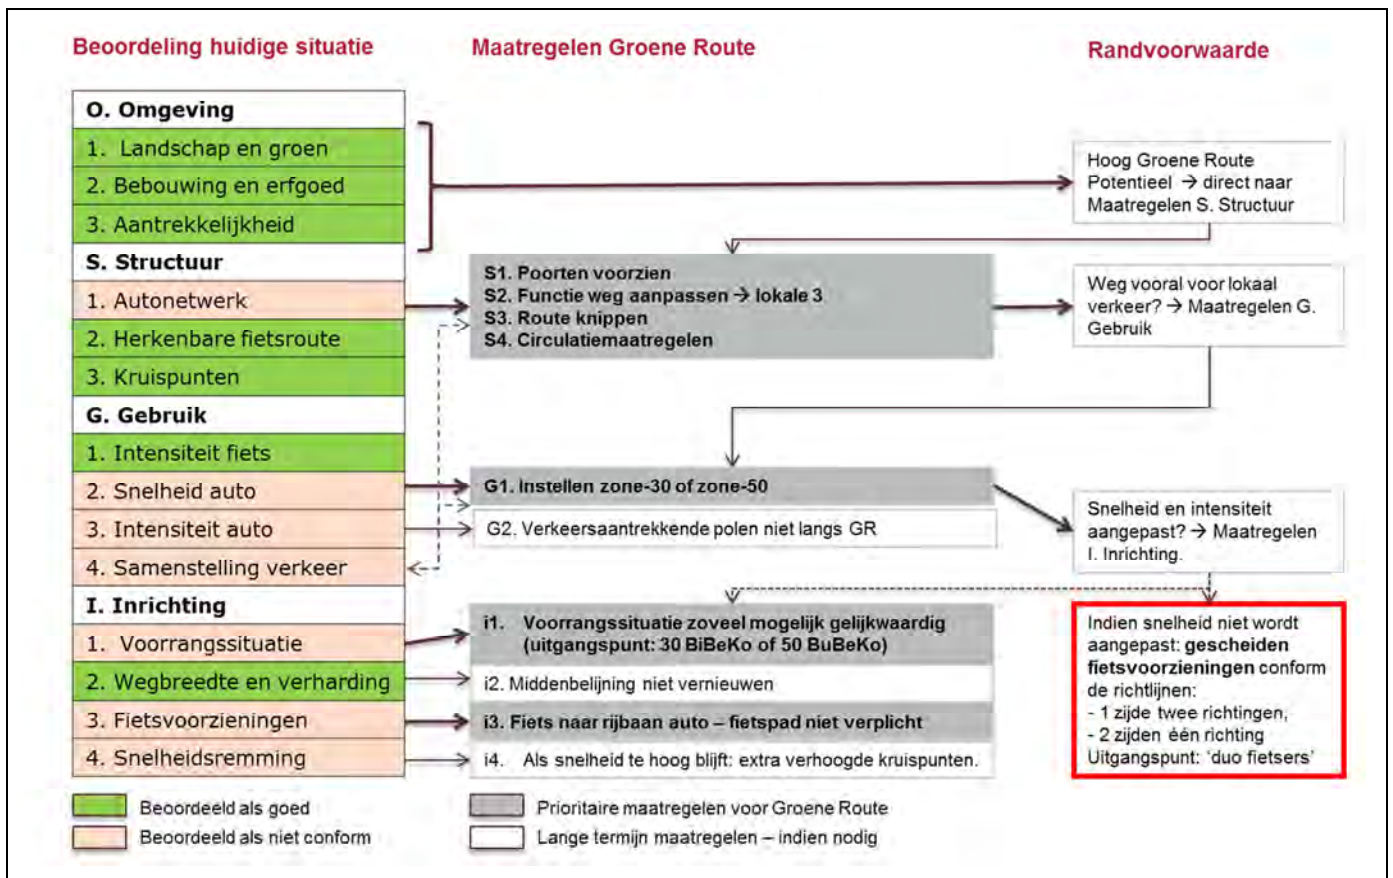 Beoordeling huidige situatie
O. Omgeving
1. Landschap en groen
2. Bebouwing en erfgoed
3. Aantrekkelijkheid
S. Structuur
1. Autonetwerk
2. Herkenbare fietsroute
3. Kruispunten
G. Gebruik
1. Intensiteit fiets
2. Snelheid auto
3. Intensiteit auto
4. Samenstelling verkeer
I. Inrichting
1. Voorrangssituatie
2. Wegbreedte en verharding
3. Fietsvoorzieningen
4. Snelheidsremming
Beoordeeld als goed
Beoordeeld als niet conform
Maatregelen Groene Route
S1. Poorten voorzien
S2. Functie weg aanpassen → lokale 3
S3. Route knippen
S4. Circulatiemaatregelen
G1. Instellen zone-30 of zone-50
G2. Verkeersaantrekkende polen niet langs GR
i1. Voorrangssituatie zoveel mogelijk gelijkwaardig
(uitgangspunt: 30 BiBeKo of 50 BuBeKo)
i2. Middenbelijning niet vernieuwen
i3. Fiets naar rijbaan auto – fietspad niet verplicht
i4. Als snelheid te hoog blijft: extra verhoogde kruispunten.
Prioritaire maatregelen voor Groene Route
Lange termijn maatregelen – indien nodig
Randvoorwaarde
Hoog Groene Route
Potentieel → direct naar
Maatregelen S. Structuur
Weg vooral voor lokaal
verkeer? → Maatregelen G.
Gebruik
Snelheid en intensiteit
aangepast? → Maatregelen
I. Inrichting.
Indien snelheid niet wordt
aangepast: gescheiden
fietsvoorzieningen conform
de richtlijnen:
- 1 zijde twee richtingen,
- 2 zijden één richting
Uitgangspunt: ‘duo fietsers’